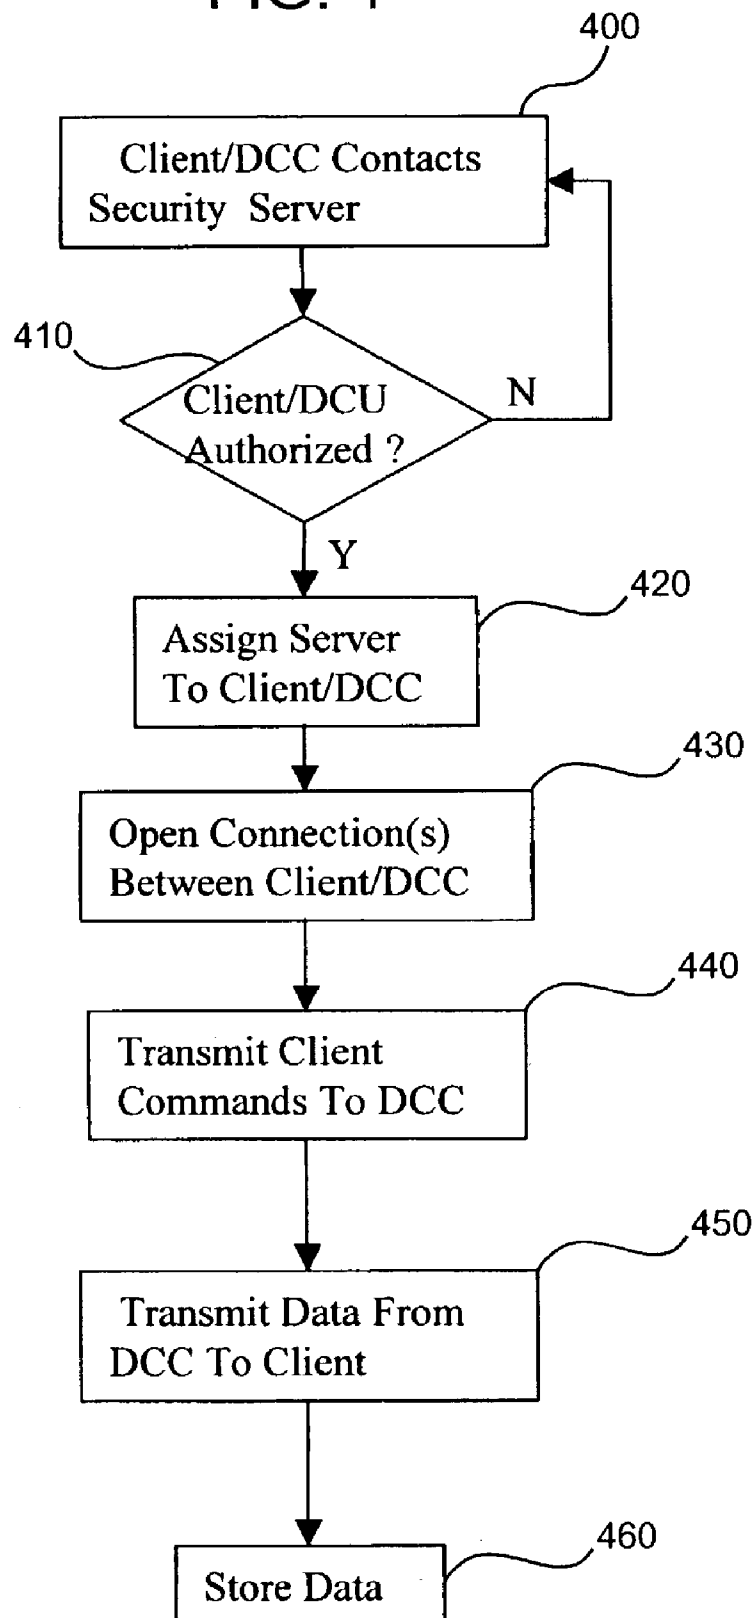 400
Client/DCC Contacts
Security Server
410
Client/DCU
Authorized ?
N
Y
420
Assign Server
To Client/DCC
430
Open Connection(s)
Between Client/DCC
440
Transmit Client
Commands To DCC
450
Transmit Data From
DCC To Client
460
Store Data